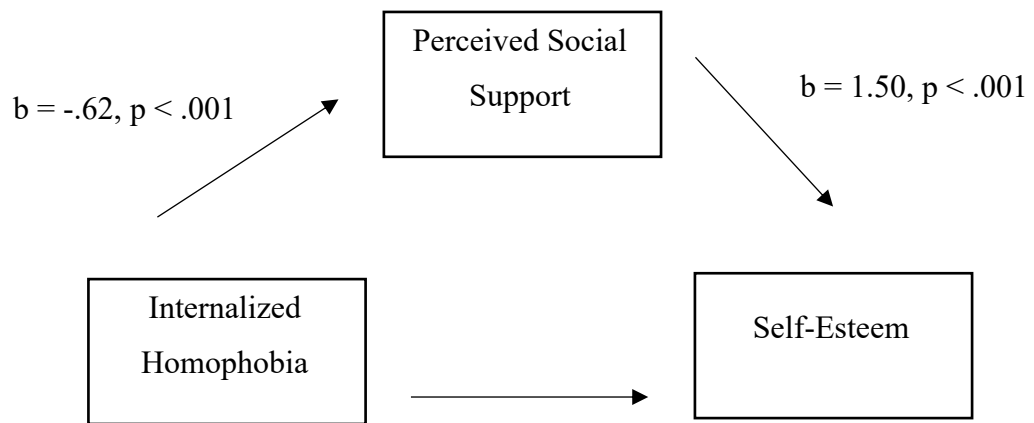 Perceived Social
Support
b = -.62, p < .001
b = 1.50, p < .001
Internalized
Homophobia
Self-Esteem